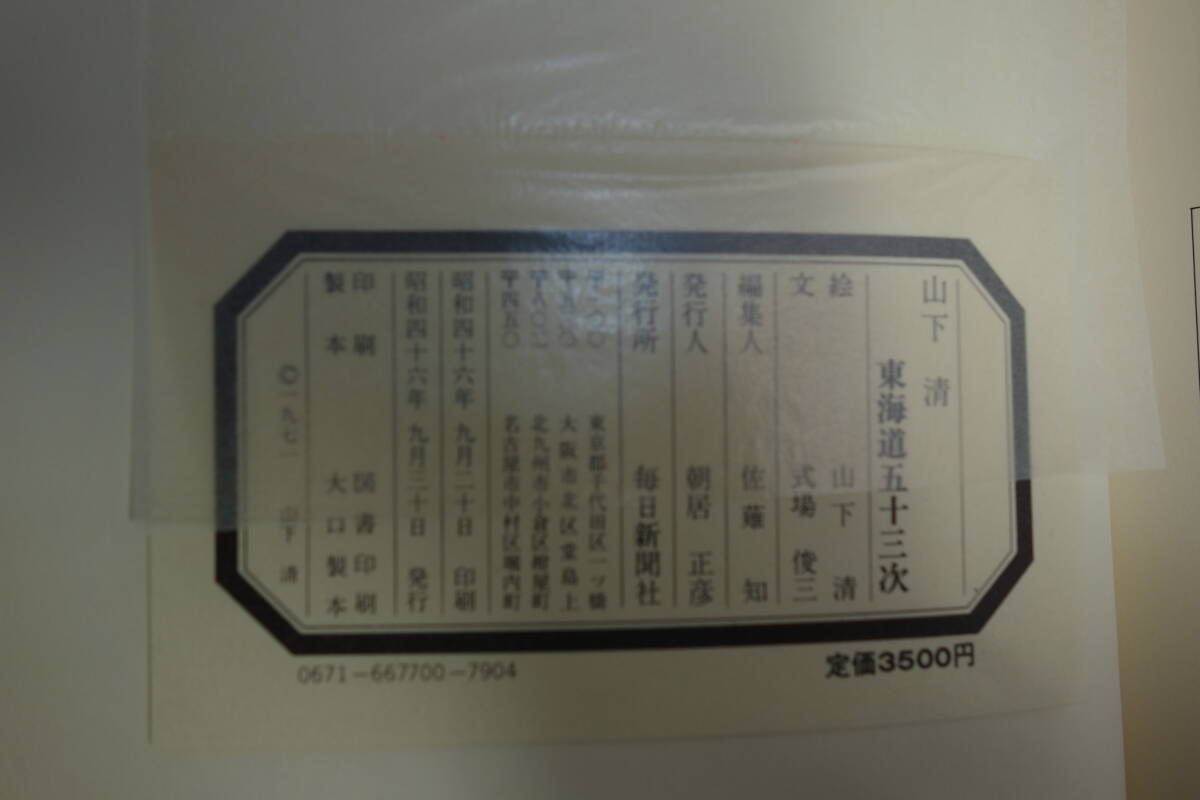 山下 清
東海道五十三次
絵 山下 清
文 式場 俊三
編集人 佐薙 知
発行人 朝居 正彦
発行所 毎日新聞社
〒一〇〇 東京都千代田区一ツ橋
〒五三〇 大阪市北区堂島上
〒八〇二 北九州市小倉区紺屋町
〒四五〇 名古屋市中村区堀内町
昭和四十六年 九月二十日 印刷
昭和四十六年 九月三十日 発行
印刷 図書印刷
製本 大口製本
©一九七一 山下 清
0671-667700-7904
定価3500円